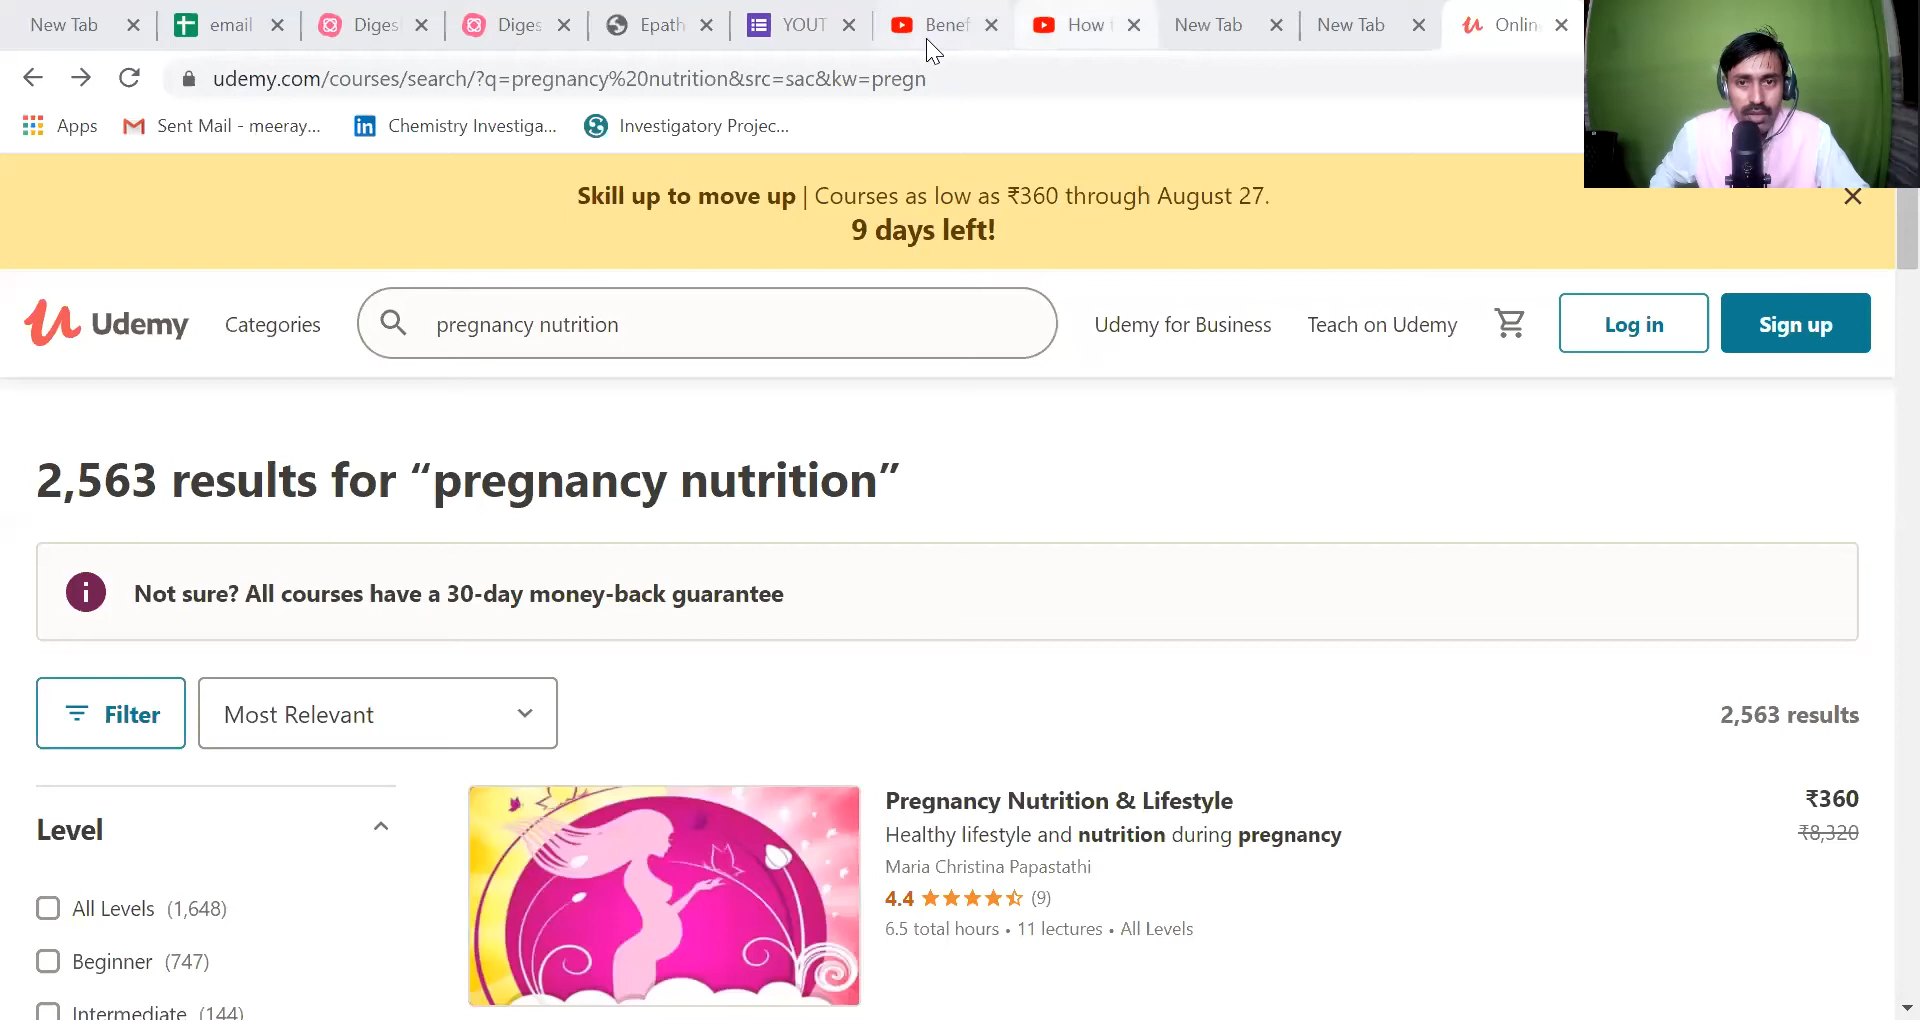 New Tab
email
Diges
Diges
Epath
YOUT
Benef
How
New Tab
New Tab
Onlin
udemy.com/courses/search/?q=pregnancy%20nutrition&src=sac&kw=pregn
Apps
Sent Mail - meeray...
Chemistry Investiga...
Investigatory Projec...
Skill up to move up | Courses as low as ₹360 through August 27.
9 days left!
Udemy
Categories
pregnancy nutrition
Udemy for Business
Teach on Udemy
Log in
Sign up
2,563 results for “pregnancy nutrition”
Not sure? All courses have a 30-day money-back guarantee
Filter
Most Relevant
2,563 results
Level
All Levels (1,648)
Beginner (747)
Intermediate (144)
Pregnancy Nutrition & Lifestyle
₹360
Healthy lifestyle and nutrition during pregnancy
₹8,320
Maria Christina Papastathi
4.4 (9)
6.5 total hours • 11 lectures • All Levels